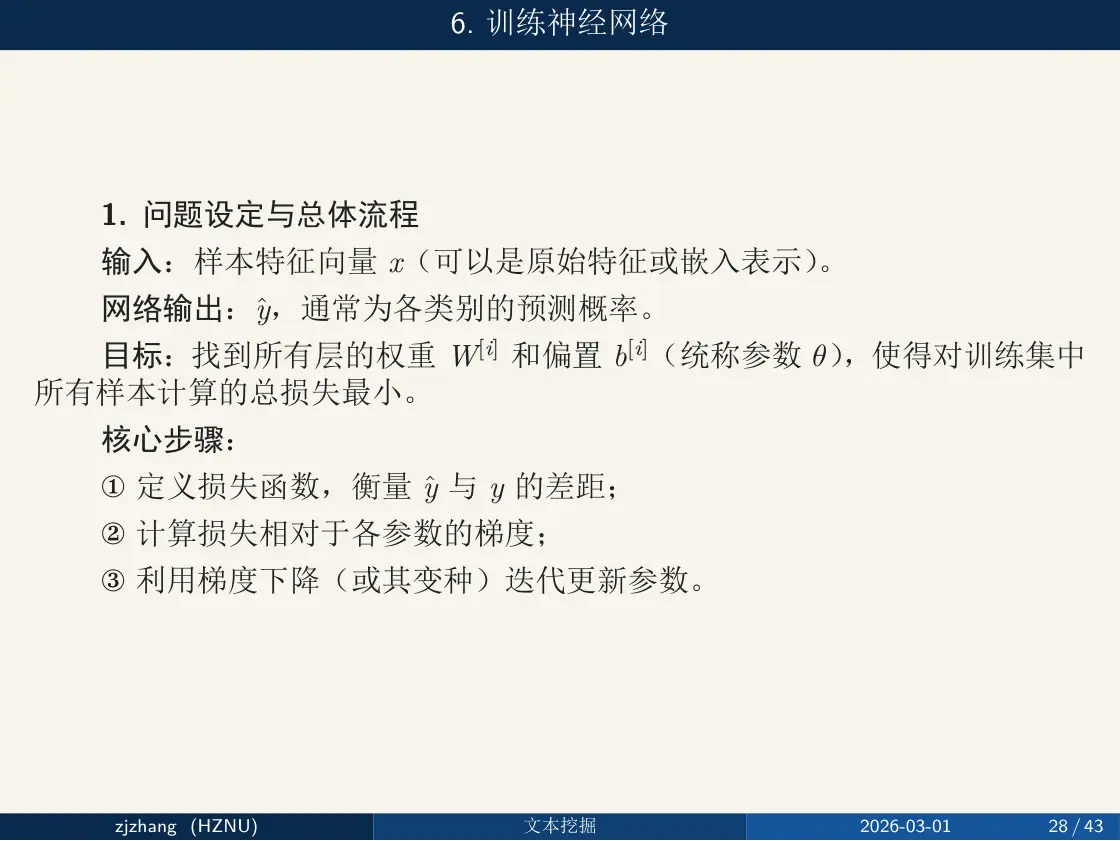 6. 训练神经网络
1. 问题设定与总体流程
输入：样本特征向量 x（可以是原始特征或嵌入表示）。
网络输出：ŷ，通常为各类别的预测概率。
目标：找到所有层的权重 W^[i] 和偏置 b^[i]（统称参数 θ），使得对训练集中
所有样本计算的总损失最小。
核心步骤：
① 定义损失函数，衡量 ŷ 与 y 的差距；
② 计算损失相对于各参数的梯度；
③ 利用梯度下降（或其变种）迭代更新参数。
zjzhang (HZNU) 文本挖掘 2026-03-01 28 / 43